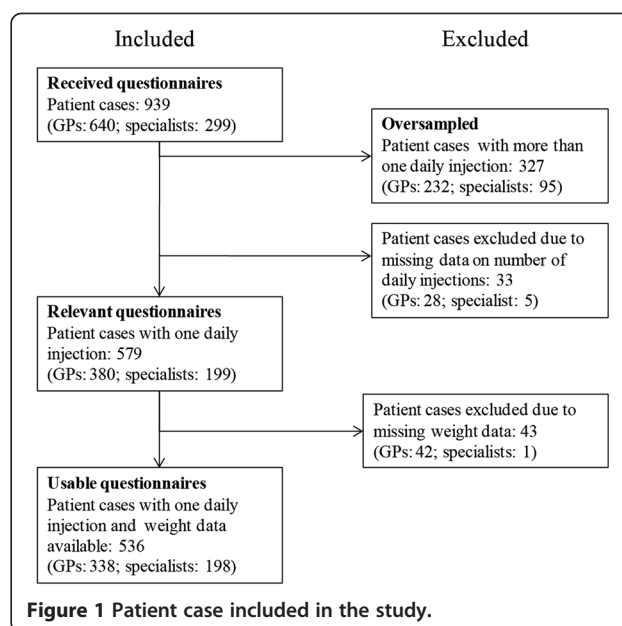 Included
Excluded
Received questionnaires
Patient cases: 939
(GPs: 640; specialists: 299)
Oversampled
Patient cases with more than
one daily injection: 327
(GPs: 232; specialists: 95)
Patient cases excluded due to
missing data on number of
daily injections: 33
(GPs: 28; specialist: 5)
Relevant questionnaires
Patient cases with one daily
injection: 579
(GPs: 380; specialists: 199)
Patient cases excluded due to
missing weight data: 43
(GPs: 42; specialists: 1)
Usable questionnaires
Patient cases with one daily
injection and weight data
available: 536
(GPs: 338; specialists: 198)
Figure 1 Patient case included in the study.